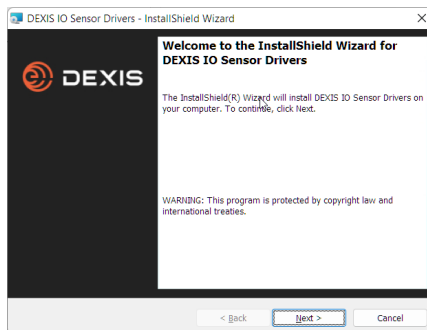 DEXIS IO Sensor Drivers - InstallShield Wizard
Welcome to the InstallShield Wizard for
DEXIS IO Sensor Drivers
DEXIS
The InstallShield(R) Wizard will install DEXIS IO Sensor Drivers on
your computer. To continue, click Next.
WARNING: This program is protected by copyright law and
international treaties.
< Back
Next >
Cancel